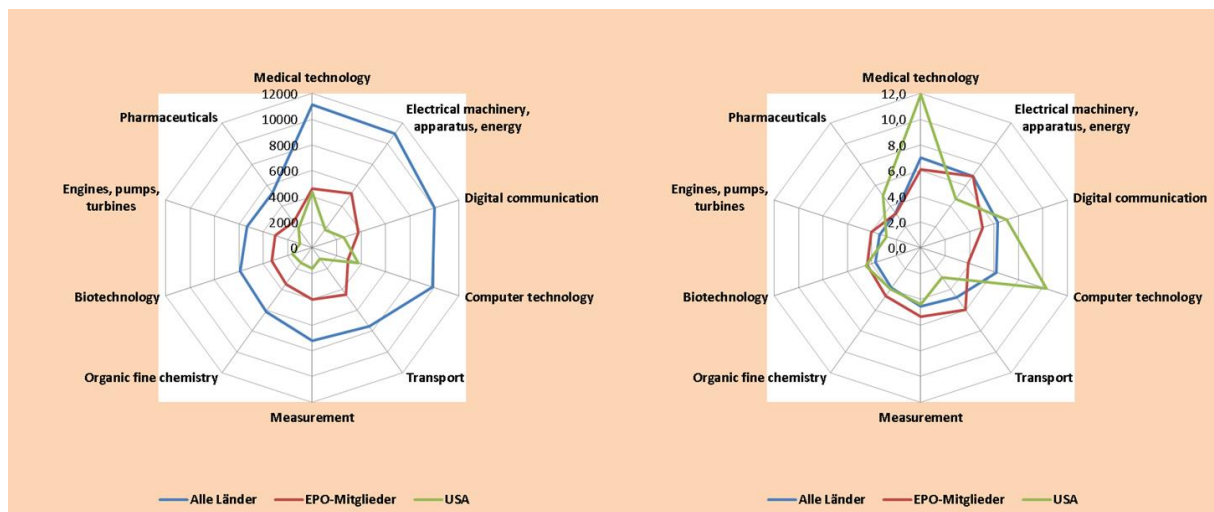 Medical technology
12000
10000
8000
6000
4000
2000
0
Electrical machinery,
apparatus, energy
Digital communication
Computer technology
Transport
Measurement
Organic fine chemistry
Biotechnology
Engines, pumps,
turbines
Pharmaceuticals
Alle Länder EPO-Mitglieder USA
Medical technology
12,0
10,0
8,0
6,0
4,0
2,0
0,0
Electrical machinery,
apparatus, energy
Digital communication
Computer technology
Transport
Measurement
Organic fine chemistry
Biotechnology
Engines, pumps,
turbines
Pharmaceuticals
Alle Länder EPO-Mitglieder USA